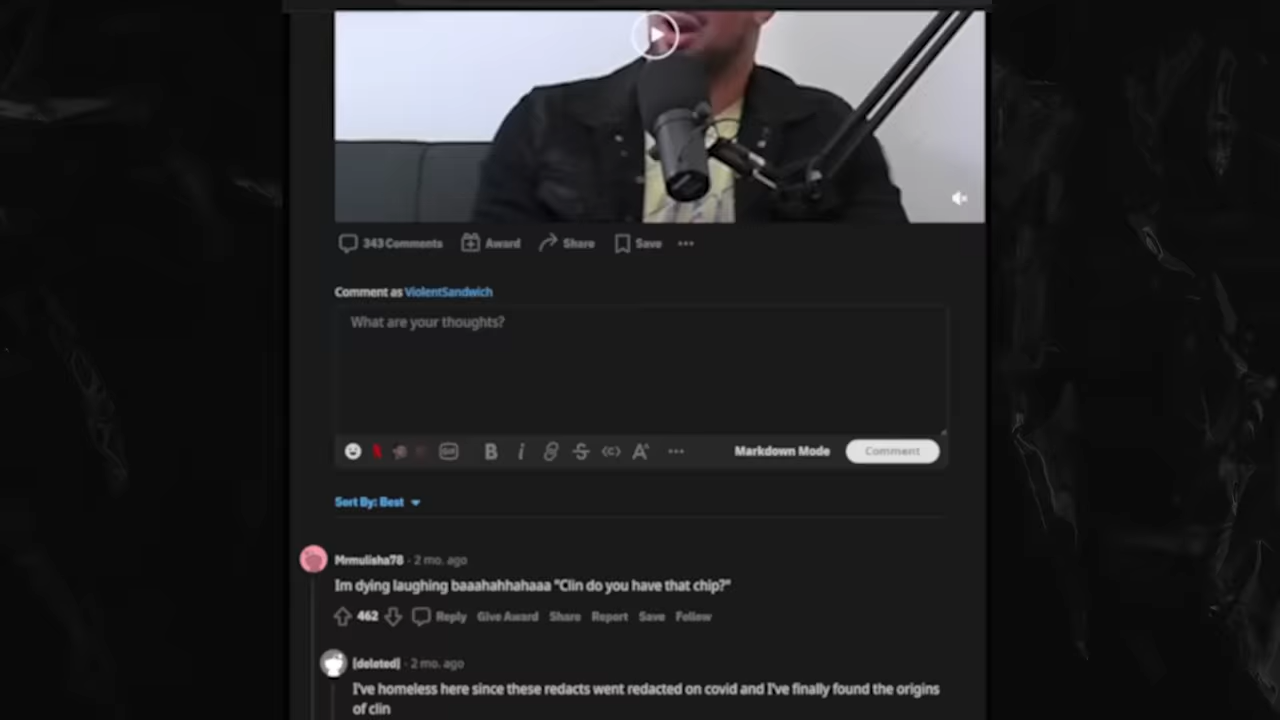 343 Comments Award Share Save
Comment as ViolentSandwich
What are your thoughts?
GIF B i S <c> A Markdown Mode Comment
Sort By: Best
Mrmulisha78 · 2 mo. ago
Im dying laughing baaahahhahaaa "Clin do you have that chip?"
462 Reply Give Award Share Report Save Follow
[deleted] · 2 mo. ago
I've homeless here since these redacts went redacted on covid and I've finally found the origins
of clin